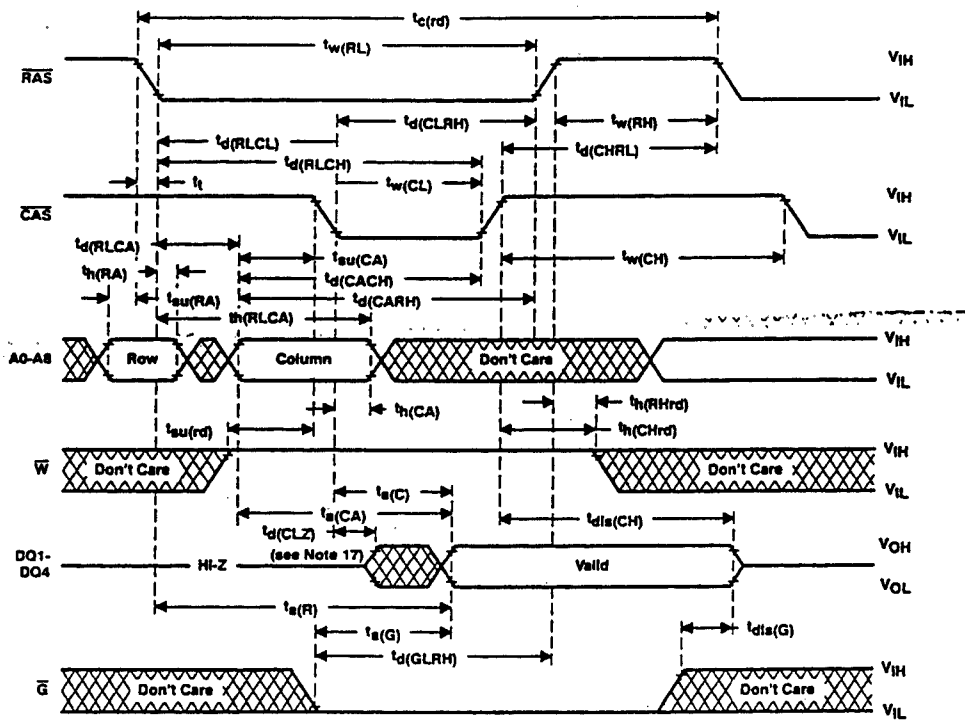 tc(rd)
tw(RL)
RAS
VIH
VIL
td(CLRH)
tw(RH)
td(RLCL)
td(CHRL)
td(RLCH)
tt
tw(CL)
CAS
VIH
VIL
td(RLCA)
tsu(CA)
tw(CH)
th(RA)
td(CACH)
tsu(RA)
td(CARH)
th(RLCA)
A0-A8
Row
Column
Don't Care
VIH
VIL
th(CA)
th(RHrd)
tsu(rd)
th(CHrd)
W
Don't Care
Don't Care
VIH
VIL
ta(C)
ta(CA)
tdis(CH)
td(CLZ)
(see Note 17)
DQ1-
DQ4
HI-Z
Valid
VOH
VOL
ta(R)
ta(G)
tdis(G)
td(GLRH)
G
Don't Care
Don't Care
VIH
VIL